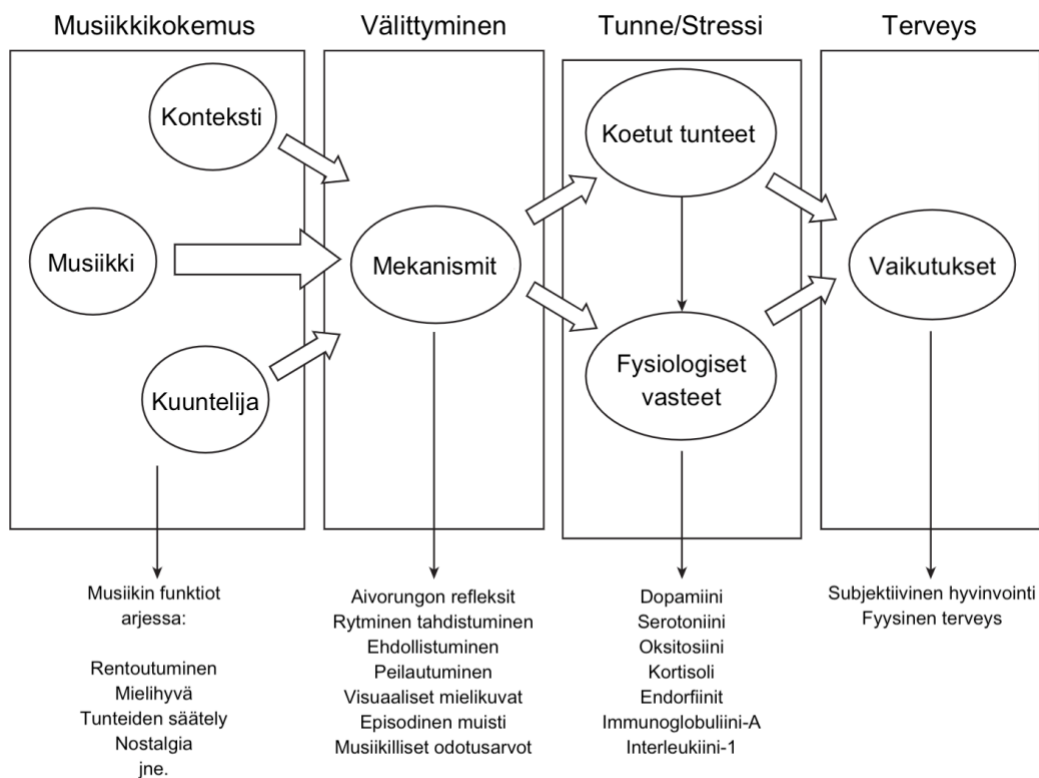 Musiikkikokemus
Välittyminen
Tunne/Stressi
Terveys
Konteksti
Musiikki
Kuuntelija
Mekanismit
Koetut tunteet
Fysiologiset
vasteet
Vaikutukset
Musiikin funktiot
arjessa:
Rentoutuminen
Mielihyvä
Tunteiden säätely
Nostalgia
jne.
Aivorungon refleksit
Rytminen tahdistuminen
Ehdollistuminen
Peilautuminen
Visuaaliset mielikuvat
Episodinen muisti
Musiikilliset odotusarvot
Dopamiini
Serotoniini
Oksitosiini
Kortisoli
Endorfiinit
Immunoglobuliini-A
Interleukiini-1
Subjektiivinen hyvinvointi
Fyysinen terveys